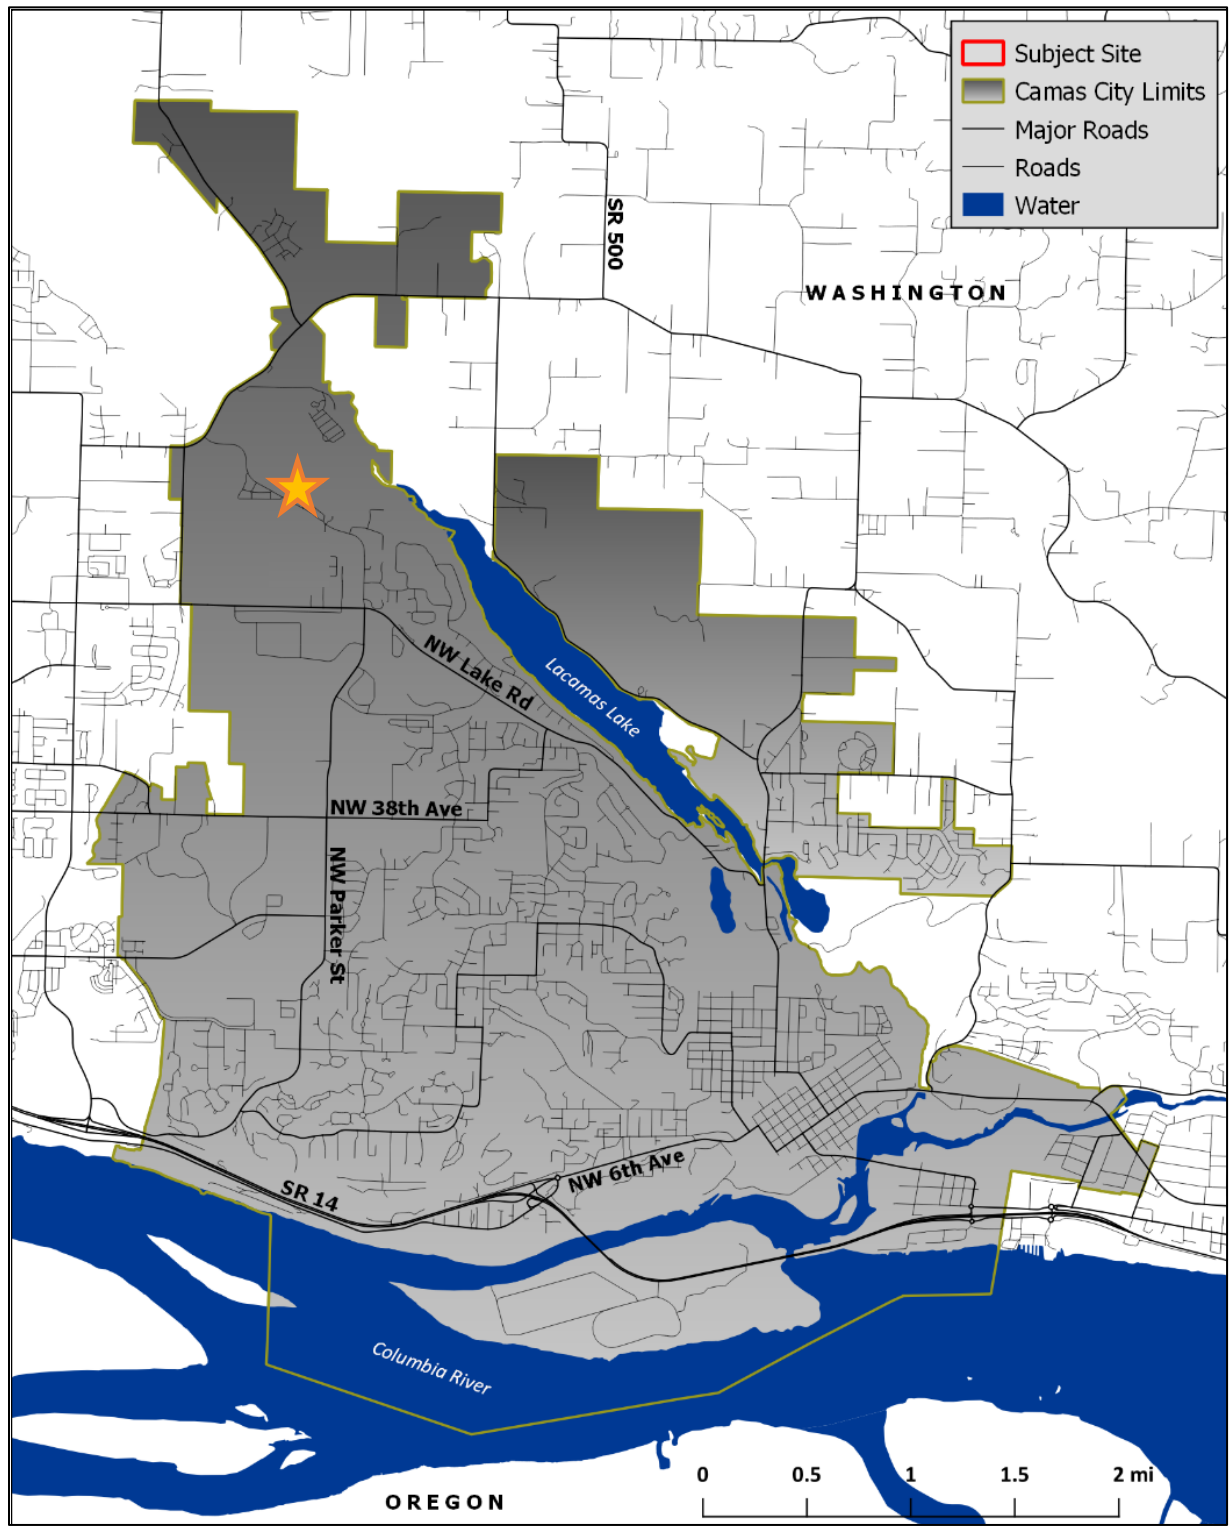 Subject Site
Camas City Limits
Major Roads
Roads
Water
SR 500
WASHINGTON
NW Lake Rd
Lacamas Lake
NW 38th Ave
NW Parker St
NW 6th Ave
SR 14
Columbia River
0 0.5 1 1.5 2 mi
OREGON